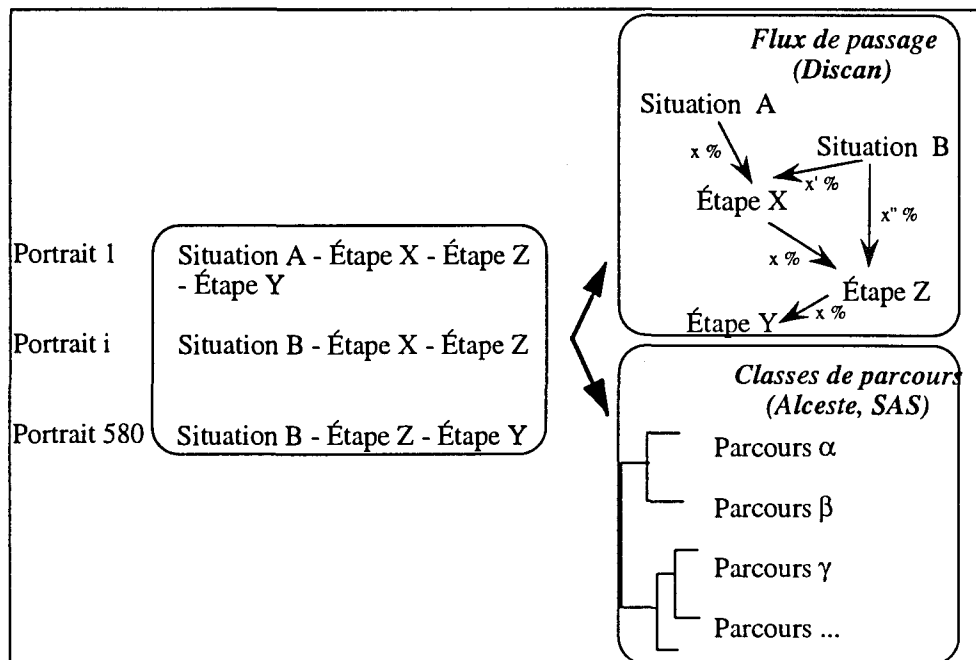 Portrait 1
Situation A - Étape X - Étape Z
- Étape Y
Portrait i
Situation B - Étape X - Étape Z
Portrait 580
Situation B - Étape Z - Étape Y
Flux de passage
(Discan)
Situation A
x %
Situation B
x' %
Étape X
x" %
x %
Étape Z
x %
Étape Y
Classes de parcours
(Alceste, SAS)
Parcours α
Parcours β
Parcours γ
Parcours ...